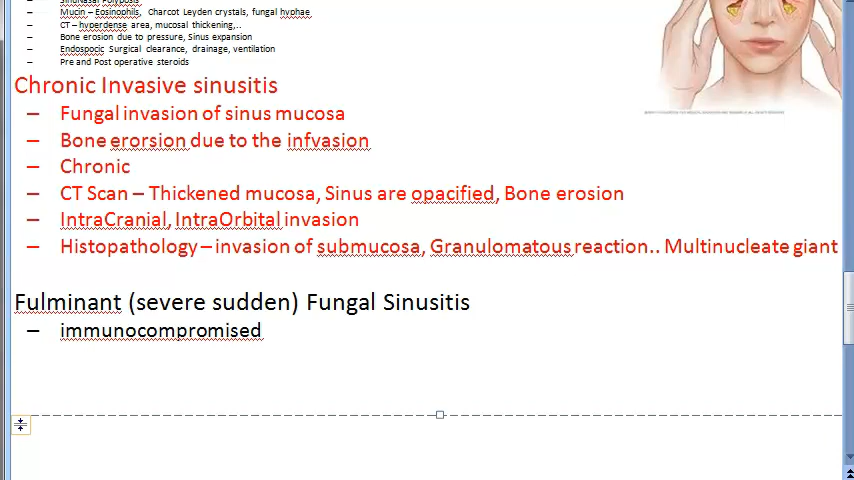 Mucin – Eosinophils, Charcot Leyden crystals, fungal hyphae
CT – hyperdense area, mucosal thickening,..
Bone erosion due to pressure, Sinus expansion
Endospocic Surgical clearance, drainage, ventilation
Pre and Post operative steroids
Chronic Invasive sinusitis
– Fungal invasion of sinus mucosa
– Bone erorsion due to the infvasion
– Chronic
– CT Scan – Thickened mucosa, Sinus are opacified, Bone erosion
– IntraCranial, IntraOrbital invasion
– Histopathology – invasion of submucosa, Granulomatous reaction.. Multinucleate giant
Fulminant (severe sudden) Fungal Sinusitis
– immunocompromised